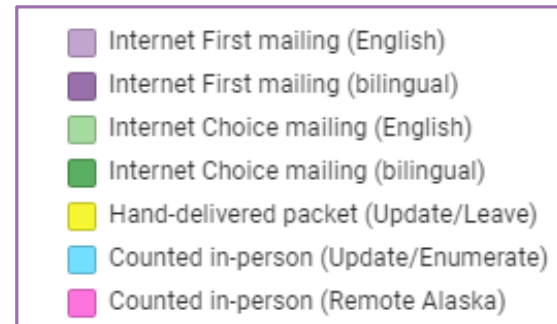 Internet First mailing (English)
Internet First mailing (bilingual)
Internet Choice mailing (English)
Internet Choice mailing (bilingual)
Hand-delivered packet (Update/Leave)
Counted in-person (Update/Enumerate)
Counted in-person (Remote Alaska)